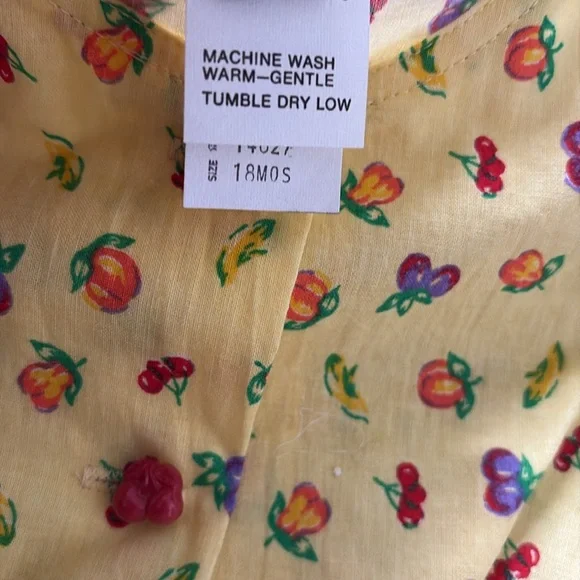 MACHINE WASH
WARM—GENTLE
TUMBLE DRY LOW
SIZE 18MOS